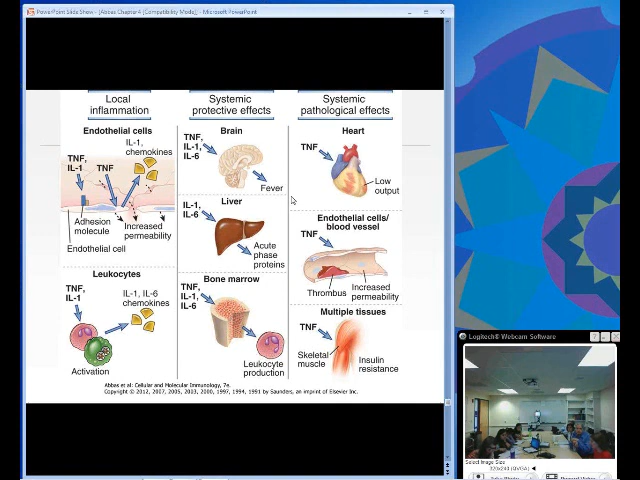 PowerPoint Slide Show - [Abbas Chapter 4 [Compatibility Mode]] - Microsoft PowerPoint
Local
inflammation
Systemic
protective effects
Systemic
pathological effects
Endothelial cells
TNF,
IL-1
TNF
IL-1,
chemokines
Adhesion
molecule
Increased
permeability
Endothelial cell
Leukocytes
TNF,
IL-1
IL-1, IL-6
chemokines
Activation
Brain
TNF,
IL-1,
IL-6
Fever
Liver
IL-1,
IL-6
Acute
phase
proteins
Bone marrow
TNF,
IL-1,
IL-6
Leukocyte
production
Heart
TNF
Low
output
Endothelial cells/
blood vessel
TNF
Thrombus
Increased
permeability
Multiple tissues
TNF
Skeletal
muscle
Insulin
resistance
Abbas et al: Cellular and Molecular Immunology, 7e.
Copyright © 2012, 2007, 2005, 2003, 2000, 1997, 1994, 1991 by Saunders, an imprint of Elsevier Inc.
Logitech® Webcam Software
Select Image Size
320x240 (QVGA)